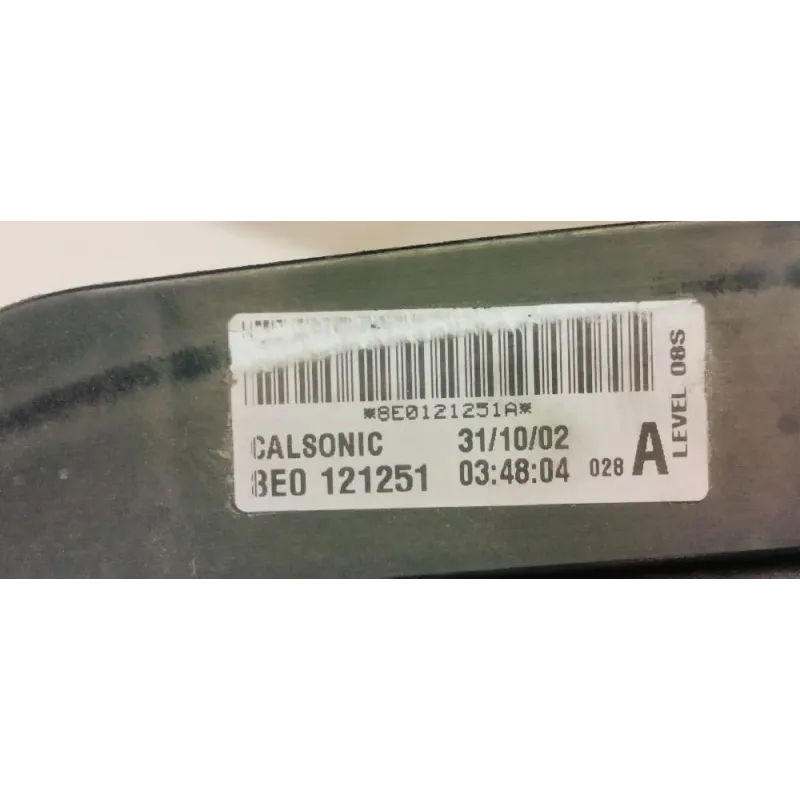 *8E0121251A*
CALSONIC 31/10/02
8E0 121251 03:48:04 028 A
LEVEL 08S